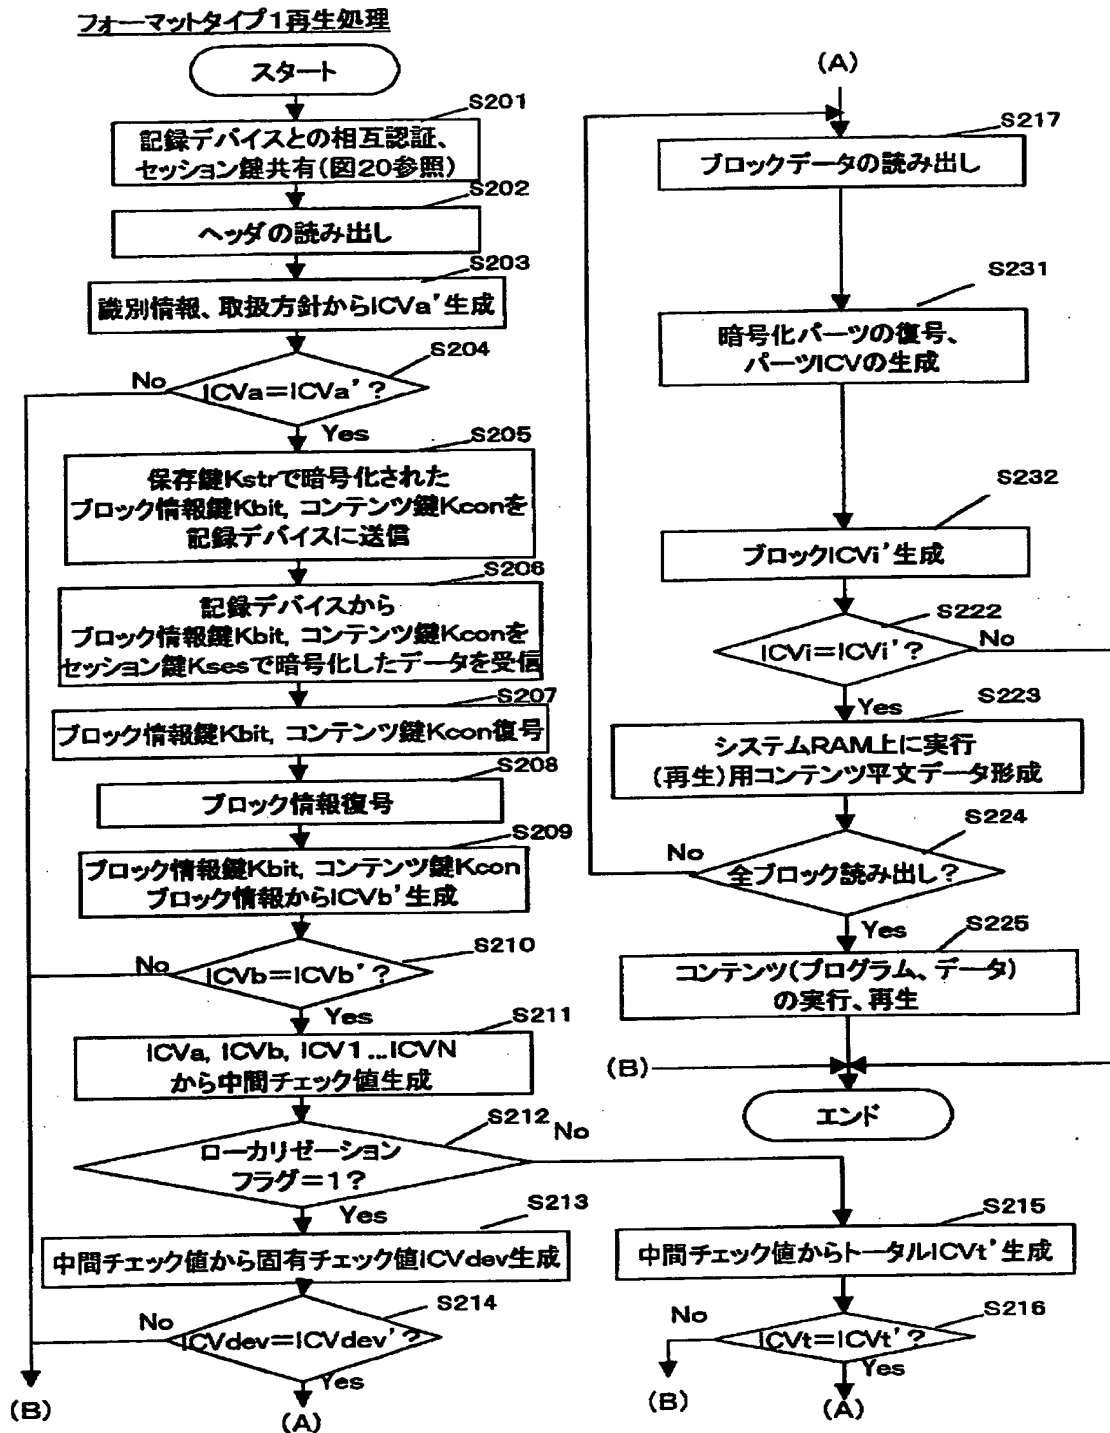 フォーマットタイプ1再生処理
スタート
S201
記録デバイスとの相互認証、
セッション鍵共有(図20参照)
S202
ヘッダの読み出し
S203
識別情報、取扱方針からICVa'生成
S204
ICVa=ICVa'?
No
Yes
S205
保存鍵Kstrで暗号化された
ブロック情報鍵Kbit, コンテンツ鍵Kconを
記録デバイスに送信
S206
記録デバイスから
ブロック情報鍵Kbit, コンテンツ鍵Kconを
セッション鍵Ksesで暗号化したデータを受信
S207
ブロック情報鍵Kbit, コンテンツ鍵Kcon復号
S208
ブロック情報復号
S209
ブロック情報鍵Kbit, コンテンツ鍵Kcon
ブロック情報からICVb'生成
S210
ICVb=ICVb'?
No
Yes
S211
ICVa, ICVb, ICV1...ICVN
から中間チェック値生成
S212
ローカリゼーション
フラグ=1?
No
Yes
S213
中間チェック値から固有チェック値ICVdev生成
S214
ICVdev=ICVdev'?
No
Yes
(B)
(A)
S215
中間チェック値からトータルICVt'生成
S216
ICVt=ICVt'?
No
Yes
(B)
(A)
(A)
S217
ブロックデータの読み出し
S231
暗号化パーツの復号、
パーツICVの生成
S232
ブロックICVi'生成
S222
ICVi=ICVi'?
No
Yes
S223
システムRAM上に実行
(再生)用コンテンツ平文データ形成
S224
全ブロック読み出し?
No
Yes
S225
コンテンツ(プログラム、データ)
の実行、再生
(B)
エンド